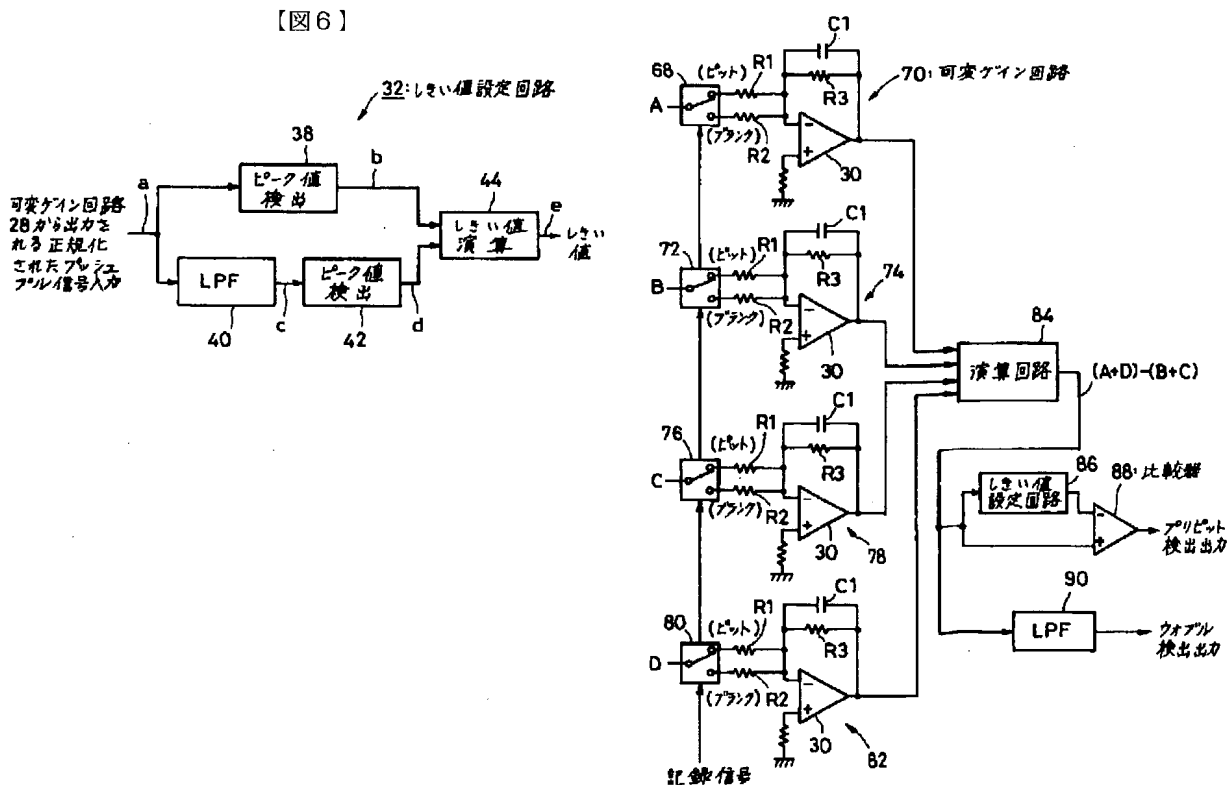 【図6】
32:しきい値設定回路
38
ピーク値
検出
a
b
可変ゲイン回路
28から出力さ
れる正規化
されたプッシュ
プル信号入力
44
しきい値
演算
e
しきい
値
LPF
40
c
ピーク値
検出
42
d
C1
68
(ピット)
R1
R3
70:可変ゲイン回路
A
(ブランク)
R2
30
C1
72
(ピット)
R1
R3
74
B
(ブランク)
R2
30
84
演算回路
(A+D)-(B+C)
C1
76
(ピット)
R1
R3
C
(ブランク)
R2
30
78
しきい値
設定回路
86
88:比較器
プリピット
検出出力
90
LPF
ウォブル
検出出力
C1
80
(ピット)
R1
R3
D
(ブランク)
R2
30
82
記録信号